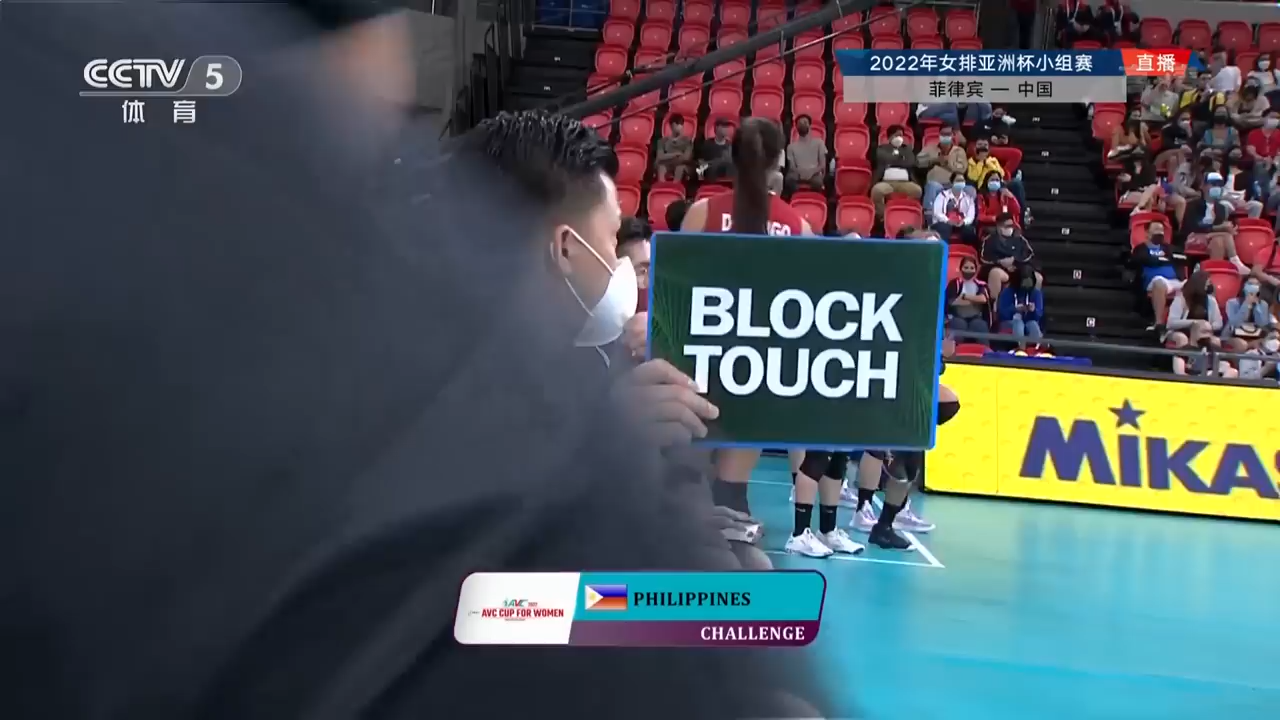 CCTV 5
体育
2022年女排亚洲杯小组赛
直播
菲律宾 — 中国
BLOCK
TOUCH
MIKAS
AVC
AVC CUP FOR WOMEN
PHILIPPINES
CHALLENGE